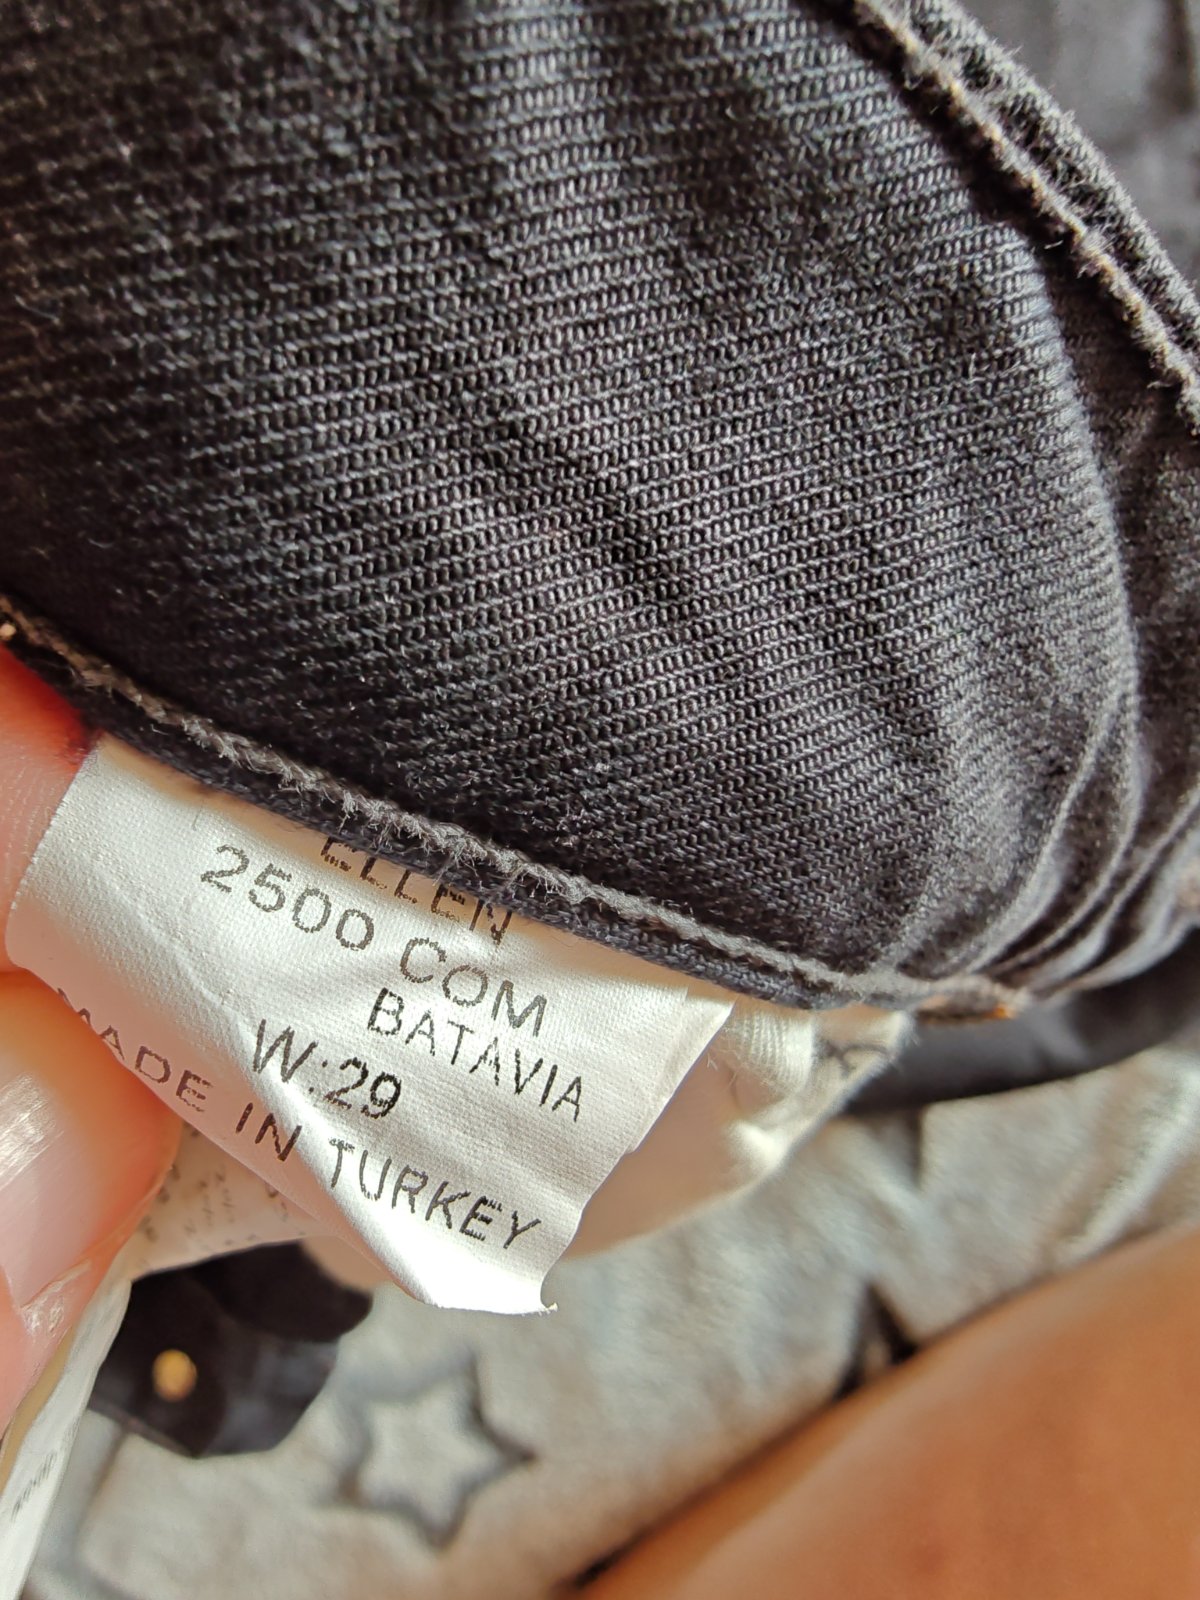 ELLEN
2500 COM
BATAVIA
W:29
MADE IN TURKEY